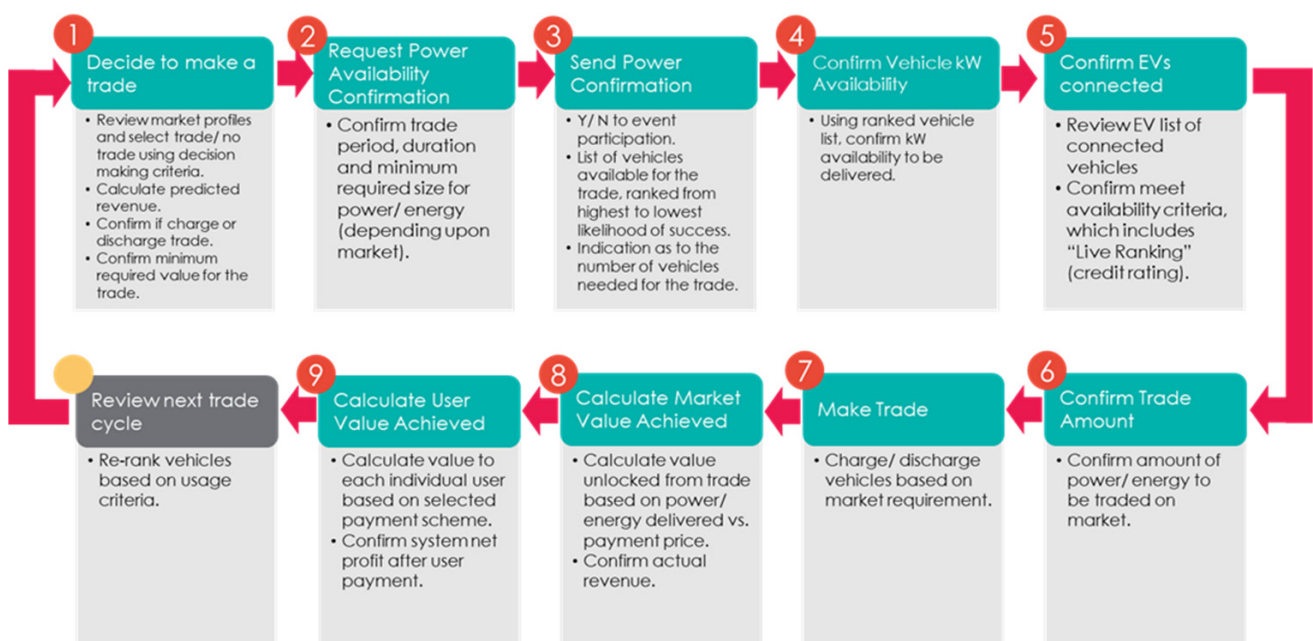 1
Decide to make a
trade
• Review market profiles
and select trade/ no
trade using decision
making criteria.
• Calculate predicted
revenue.
• Confirm if charge or
discharge trade.
• Confirm minimum
required value for the
trade.
2
Request Power
Availability
Confirmation
• Confirm trade
period, duration
and minimum
required size for
power/ energy
(depending upon
market).
3
Send Power
Confirmation
• Y/ N to event
participation.
• List of vehicles
available for the
trade, ranked from
highest to lowest
likelihood of success.
• Indication as to the
number of vehicles
needed for the trade.
4
Confirm Vehicle kW
Availability
• Using ranked vehicle
list, confirm kW
availability to be
delivered.
5
Confirm EVs
connected
• Review EV list of
connected
vehicles
• Confirm meet
availability criteria,
which includes
“Live Ranking”
(credit rating).
6
Confirm Trade
Amount
• Confirm amount of
power/ energy to
be traded on
market.
7
Make Trade
• Charge/ discharge
vehicles based on
market requirement.
8
Calculate Market
Value Achieved
• Calculate value
unlocked from trade
based on power/
energy delivered vs.
payment price.
• Confirm actual
revenue.
9
Calculate User
Value Achieved
• Calculate value to
each individual user
based on selected
payment scheme.
• Confirm system net
profit after user
payment.
Review next trade
cycle
• Re-rank vehicles
based on usage
criteria.